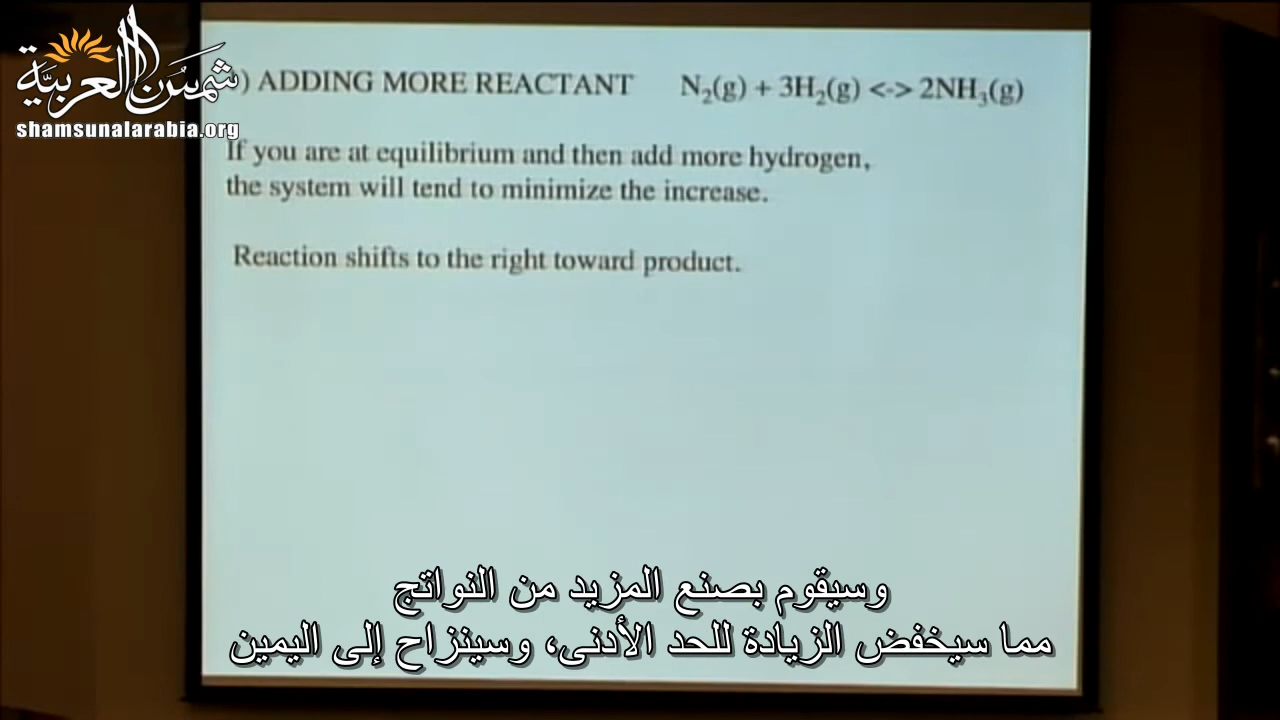 شمس العربية
shamsunalarabia.org
) ADDING MORE REACTANT N₂(g) + 3H₂(g) <-> 2NH₃(g)
If you are at equilibrium and then add more hydrogen,
the system will tend to minimize the increase.
Reaction shifts to the right toward product.
وسيقوم بصنع المزيد من النواتج
مما سيخفض الزيادة للحد الأدنى، وسينزاح إلى اليمين